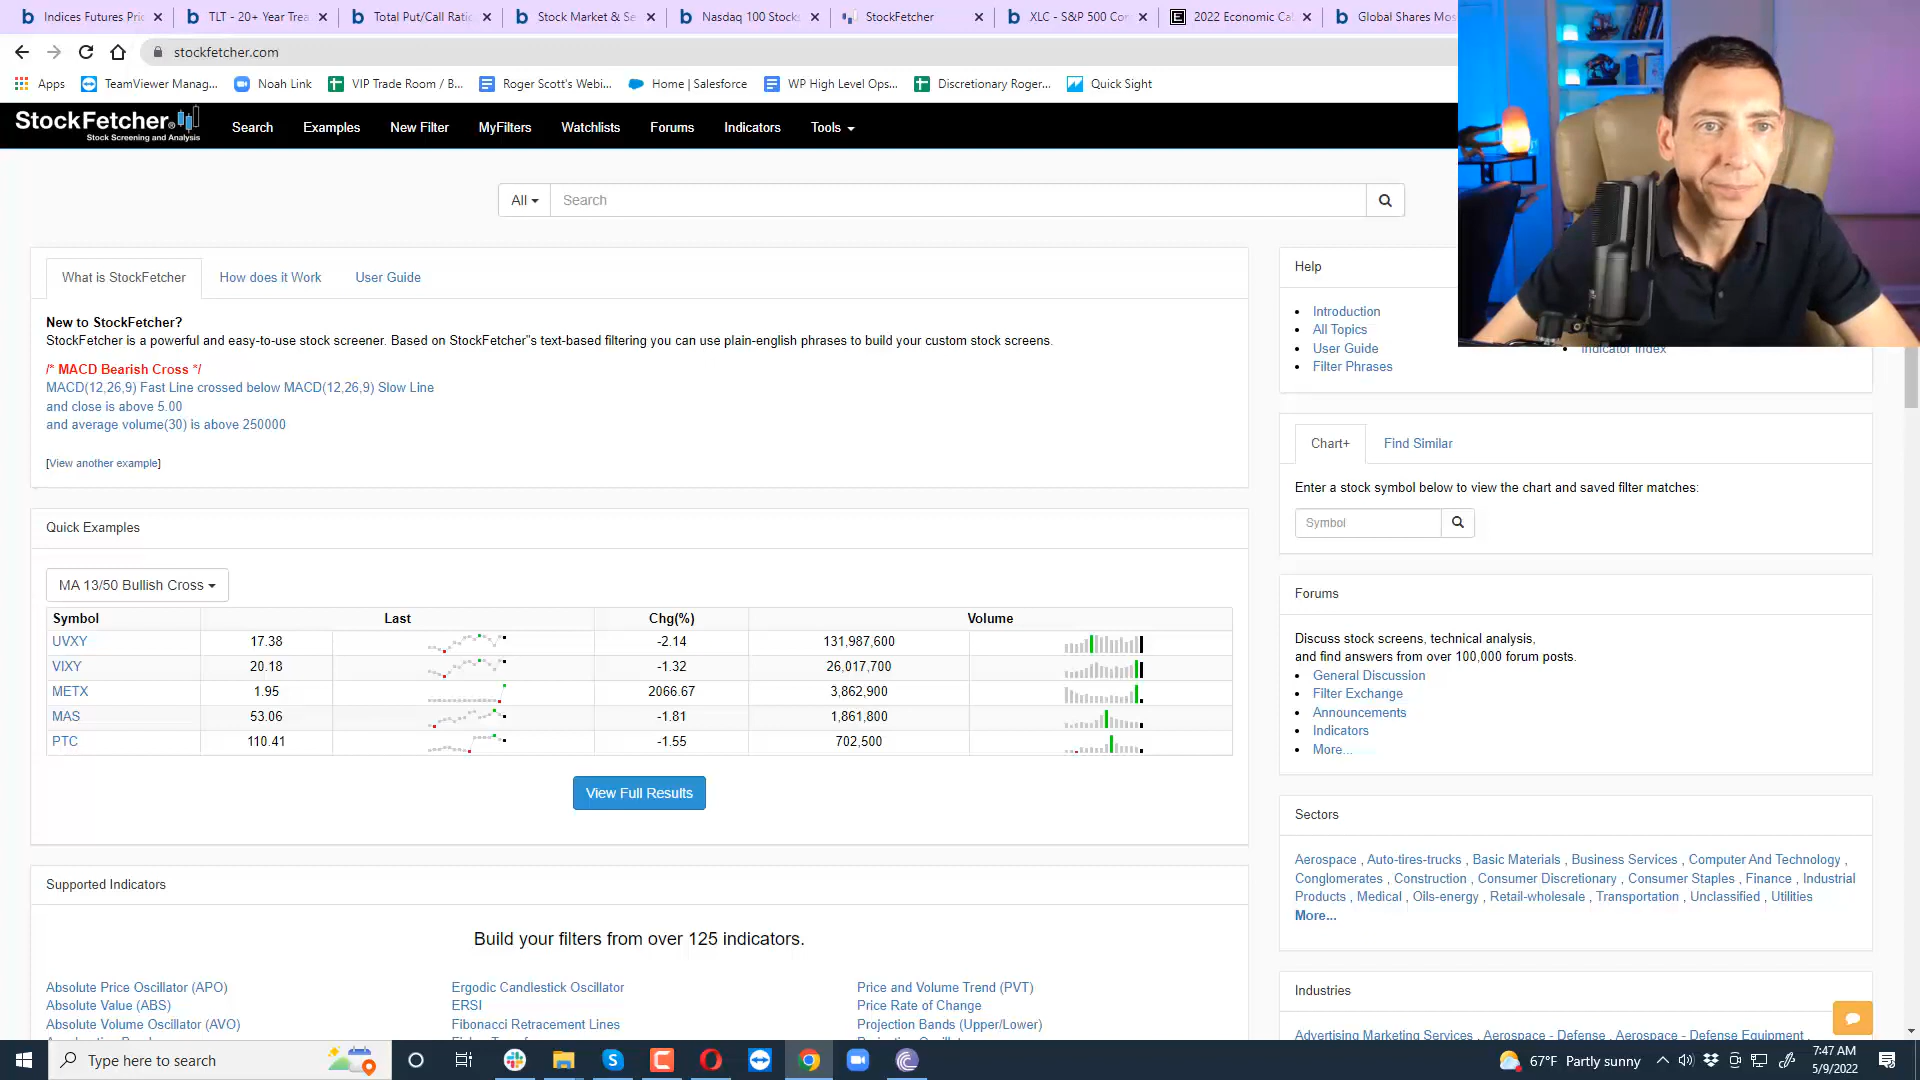 Indices Futures Pri
TLT - 20+ Year Trea
Total Put/Call Ratio
Stock Market & Se
Nasdaq 100 Stocks
StockFetcher
XLC - S&P 500 Com
2022 Economic Cal
Global Shares Mos
stockfetcher.com
Apps
TeamViewer Manag...
Noah Link
VIP Trade Room / B...
Roger Scott's Webi...
Home | Salesforce
WP High Level Ops...
Discretionary Roger...
Quick Sight
StockFetcher
Stock Screening and Analysis
Search
Examples
New Filter
MyFilters
Watchlists
Forums
Indicators
Tools
All
Search
What is StockFetcher
How does it Work
User Guide
New to StockFetcher?
StockFetcher is a powerful and easy-to-use stock screener. Based on StockFetcher"s text-based filtering you can use plain-english phrases to build your custom stock screens.
/* MACD Bearish Cross */
MACD(12,26,9) Fast Line crossed below MACD(12,26,9) Slow Line
and close is above 5.00
and average volume(30) is above 250000
[View another example]
Quick Examples
MA 13/50 Bullish Cross
Symbol Last Chg(%) Volume
UVXY 17.38 -2.14 131,987,600
VIXY 20.18 -1.32 26,017,700
METX 1.95 2066.67 3,862,900
MAS 53.06 -1.81 1,861,800
PTC 110.41 -1.55 702,500
View Full Results
Supported Indicators
Build your filters from over 125 indicators.
Absolute Price Oscillator (APO)
Absolute Value (ABS)
Absolute Volume Oscillator (AVO)
Ergodic Candlestick Oscillator
ERSI
Fibonacci Retracement Lines
Price and Volume Trend (PVT)
Price Rate of Change
Projection Bands (Upper/Lower)
Help
Introduction
All Topics
User Guide
Filter Phrases
Indicator Index
Chart+
Find Similar
Enter a stock symbol below to view the chart and saved filter matches:
Symbol
Forums
Discuss stock screens, technical analysis,
and find answers from over 100,000 forum posts.
General Discussion
Filter Exchange
Announcements
Indicators
More...
Sectors
Aerospace , Auto-tires-trucks , Basic Materials , Business Services , Computer And Technology ,
Conglomerates , Construction , Consumer Discretionary , Consumer Staples , Finance , Industrial
Products , Medical , Oils-energy , Retail-wholesale , Transportation , Unclassified , Utilities
More...
Industries
Advertising Marketing Services , Aerospace - Defense , Aerospace - Defense Equipment ,
Type here to search
67°F Partly sunny
7:47 AM
5/9/2022